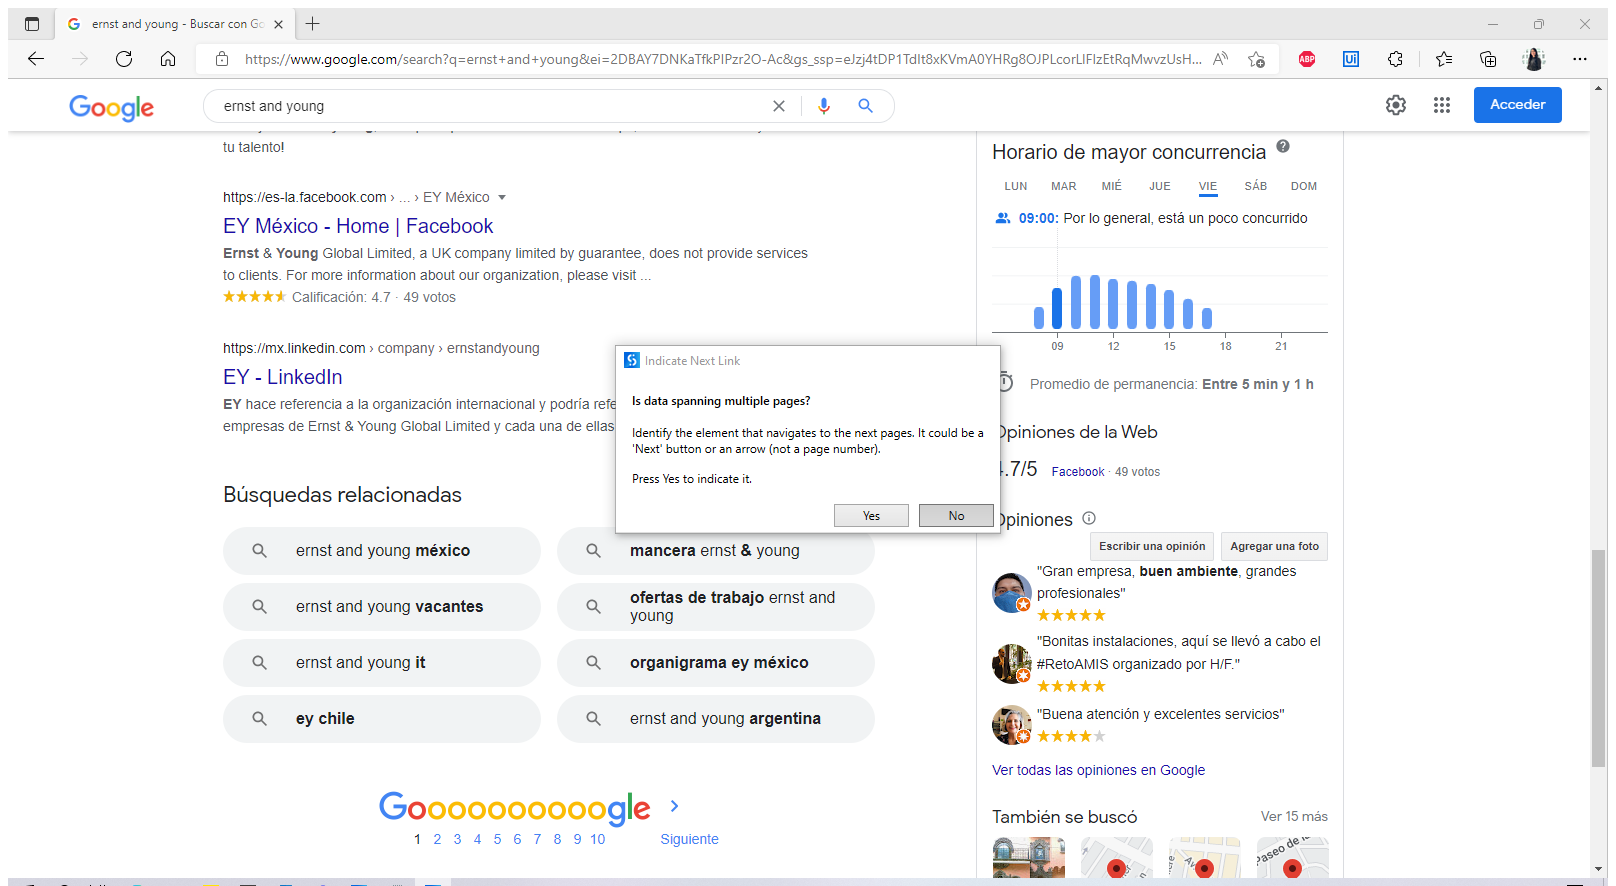 ernst and young - Buscar con Go
https://www.google.com/search?q=ernst+and+young&ei=2DBAY7DNKaTfkPIPzr2O-Ac&gs_ssp=eJzj4tDP1TdIt8xKVmA0YHRg8OJPLcorLlFIzEtRqMwvzUsH...
ABP
Ui
Google
ernst and young
Acceder
tu talento!
https://es-la.facebook.com › ... › EY México
EY México - Home | Facebook
Ernst & Young Global Limited, a UK company limited by guarantee, does not provide services
to clients. For more information about our organization, please visit ...
Calificación: 4.7 · 49 votos
https://mx.linkedin.com › company › ernstandyoung
EY - LinkedIn
EY hace referencia a la organización internacional y podría refe
empresas de Ernst & Young Global Limited y cada una de ellas
Indicate Next Link
Is data spanning multiple pages?
Identify the element that navigates to the next pages. It could be a
'Next' button or an arrow (not a page number).
Press Yes to indicate it.
Yes
No
Búsquedas relacionadas
ernst and young méxico
mancera ernst & young
ernst and young vacantes
ofertas de trabajo ernst and
young
ernst and young it
organigrama ey méxico
ey chile
ernst and young argentina
Goooooooooogle
1 2 3 4 5 6 7 8 9 10 Siguiente
Horario de mayor concurrencia
LUN MAR MIÉ JUE VIE SÁB DOM
09:00: Por lo general, está un poco concurrido
09 12 15 18 21
Promedio de permanencia: Entre 5 min y 1 h
Opiniones de la Web
4.7/5 Facebook · 49 votos
Opiniones
Escribir una opinión
Agregar una foto
"Gran empresa, buen ambiente, grandes
profesionales"
"Bonitas instalaciones, aquí se llevó a cabo el
#RetoAMIS organizado por H/F."
"Buena atención y excelentes servicios"
Ver todas las opiniones en Google
También se buscó
Ver 15 más
Paseo de la